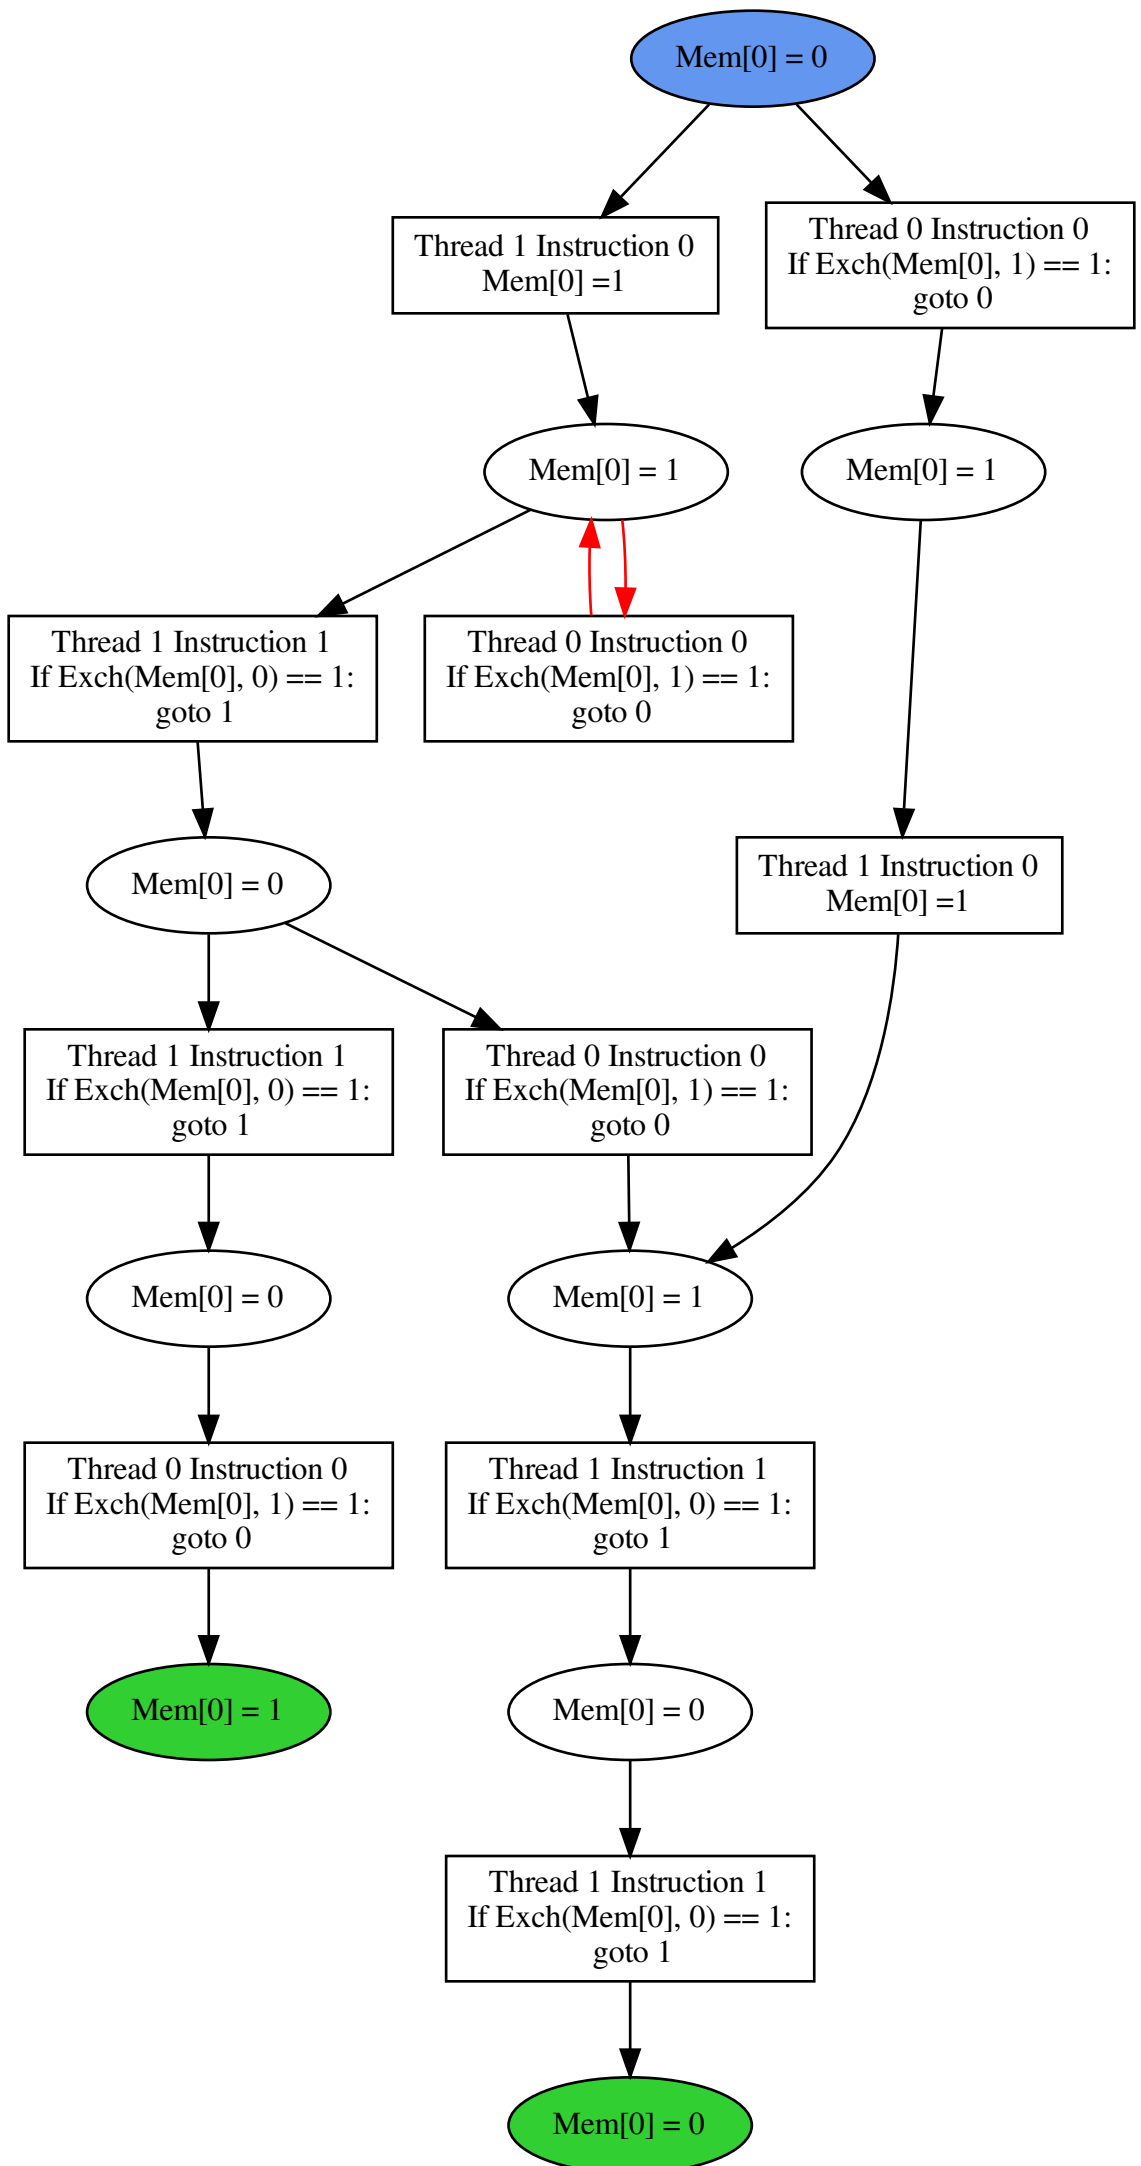 Mem[0] = 0
Thread 1 Instruction 0
Mem[0] =1
Thread 0 Instruction 0
If Exch(Mem[0], 1) == 1:
goto 0
Mem[0] = 1
Mem[0] = 1
Thread 1 Instruction 1
If Exch(Mem[0], 0) == 1:
goto 1
Thread 0 Instruction 0
If Exch(Mem[0], 1) == 1:
goto 0
Mem[0] = 0
Thread 1 Instruction 0
Mem[0] =1
Thread 1 Instruction 1
If Exch(Mem[0], 0) == 1:
goto 1
Thread 0 Instruction 0
If Exch(Mem[0], 1) == 1:
goto 0
Mem[0] = 0
Mem[0] = 1
Thread 0 Instruction 0
If Exch(Mem[0], 1) == 1:
goto 0
Thread 1 Instruction 1
If Exch(Mem[0], 0) == 1:
goto 1
Mem[0] = 1
Mem[0] = 0
Thread 1 Instruction 1
If Exch(Mem[0], 0) == 1:
goto 1
Mem[0] = 0